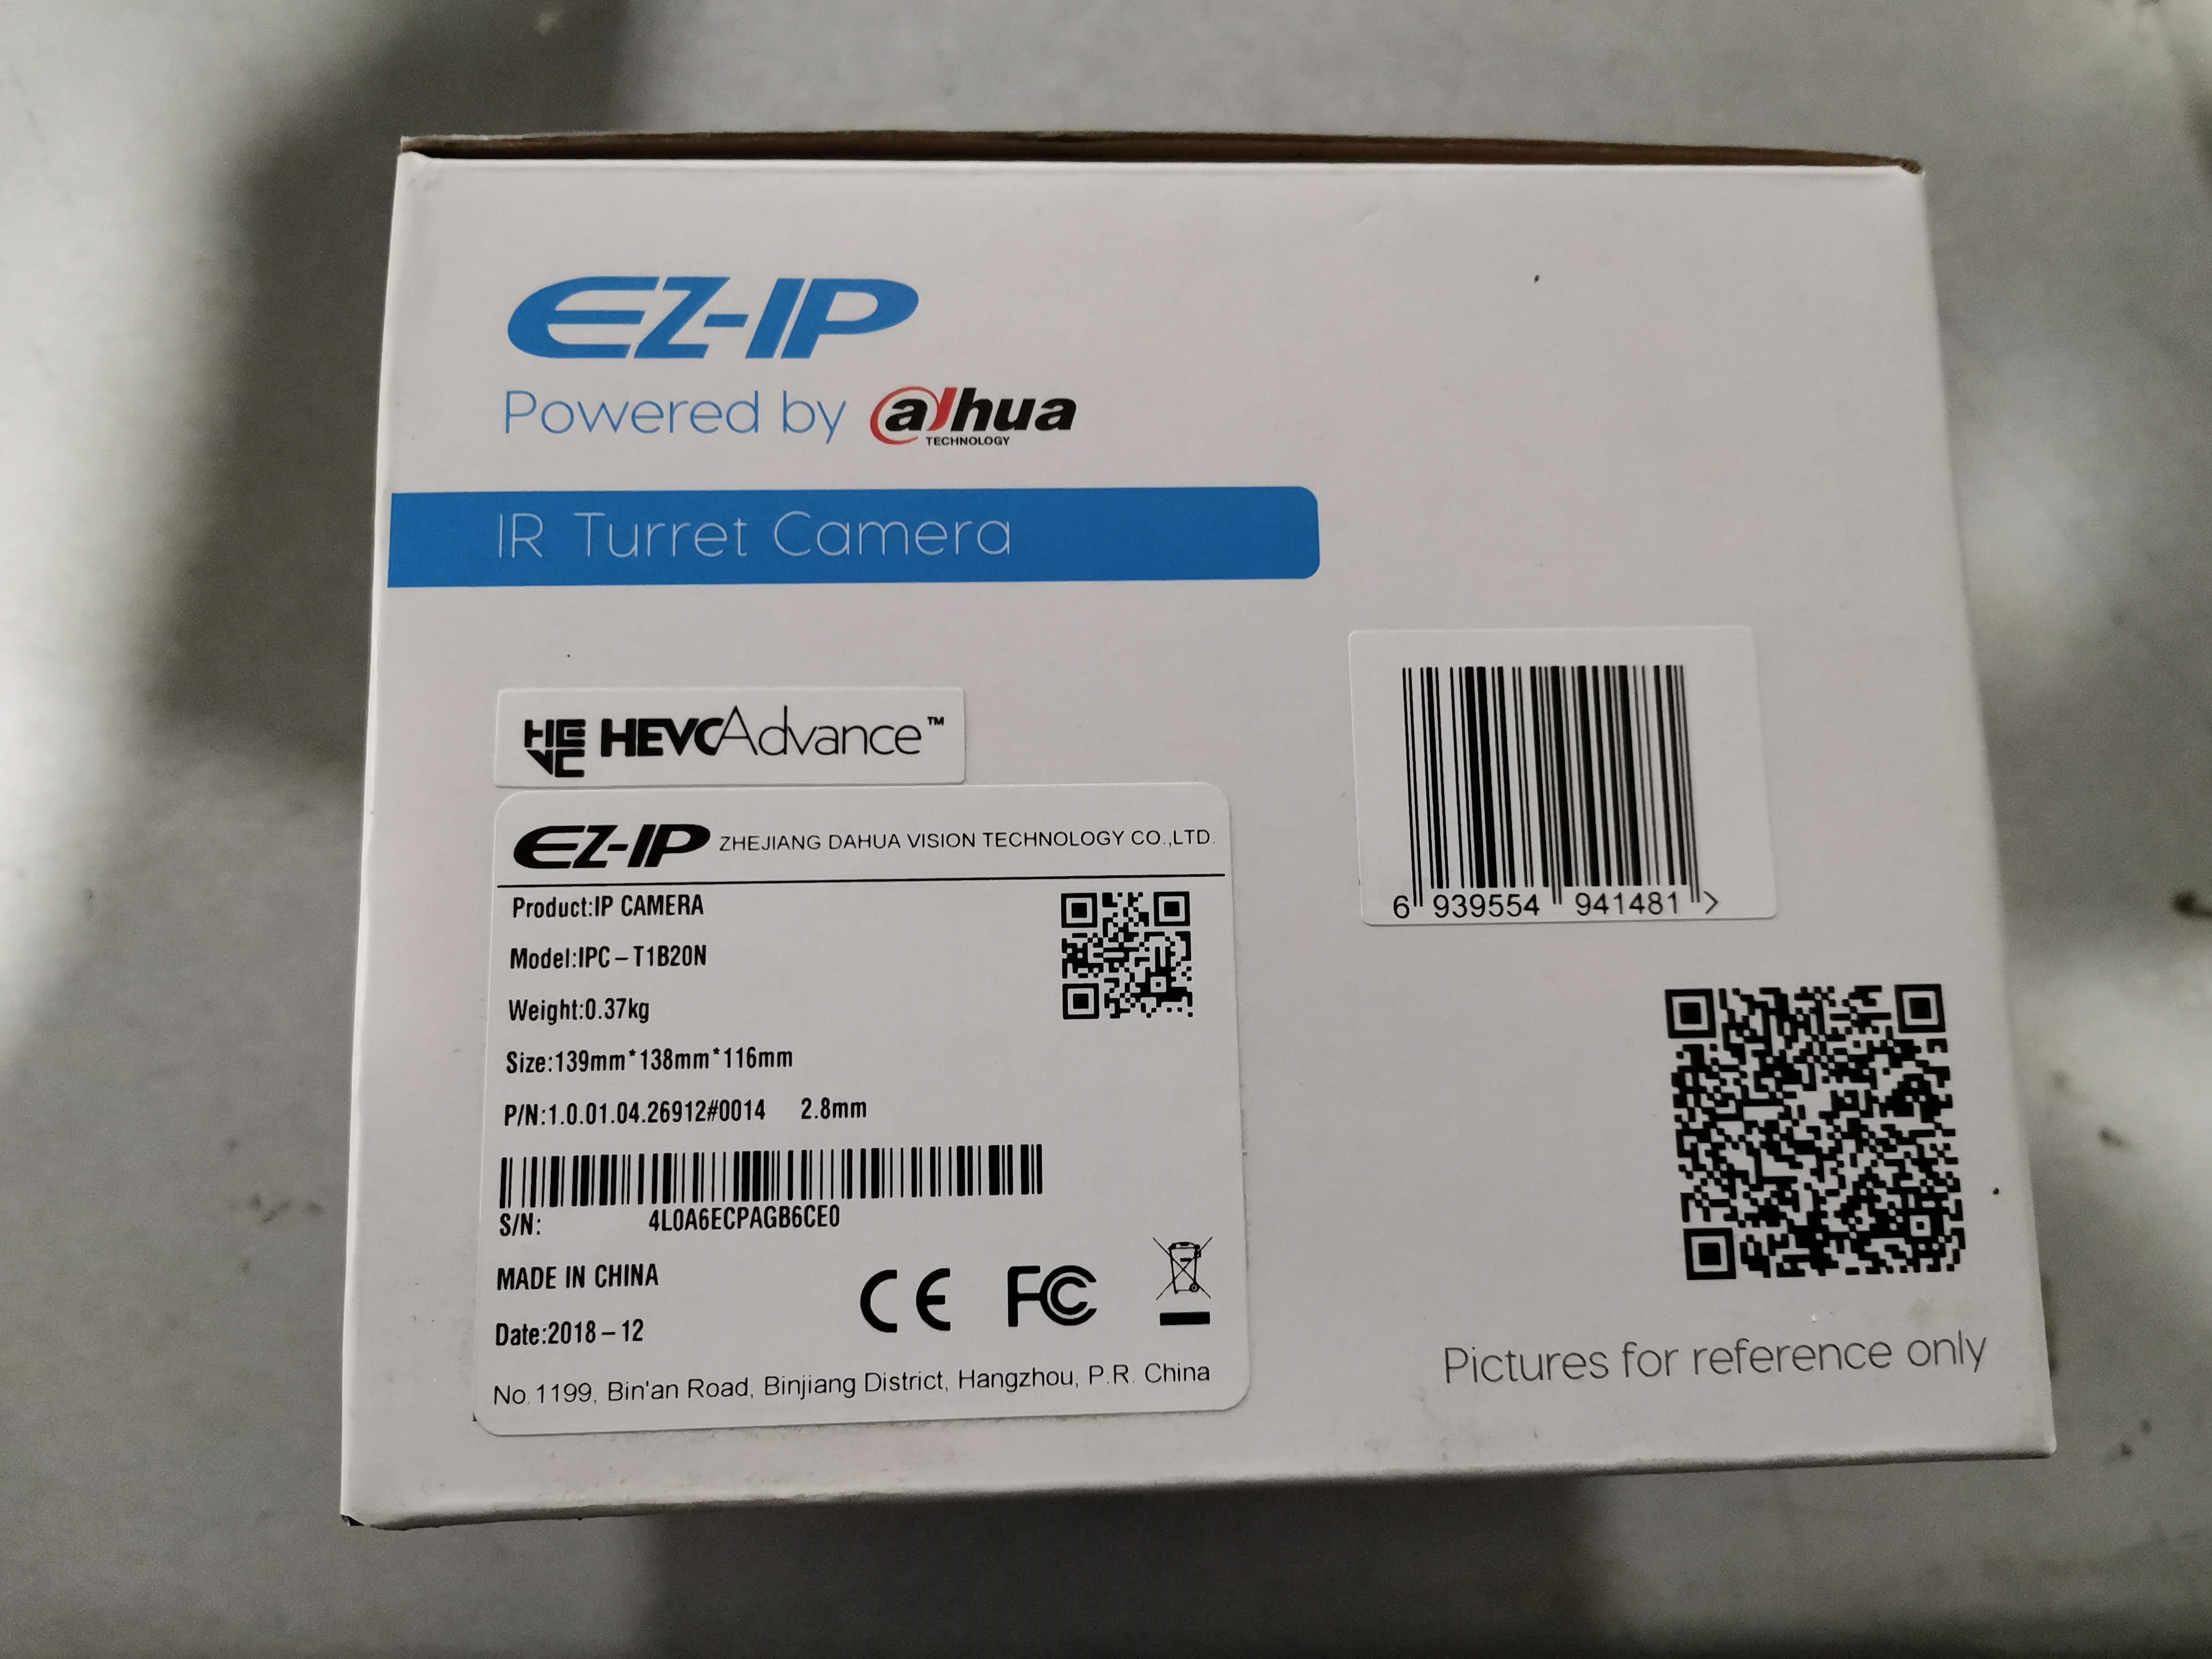 EZ-IP
Powered by alhua
TECHNOLOGY
IR Turret Camera
HEVC HEVCAdvance™
EZ-IP ZHEJIANG DAHUA VISION TECHNOLOGY CO.,LTD.
Product:IP CAMERA
Model:IPC-T1B20N
Weight:0.37kg
Size:139mm*138mm*116mm
P/N:1.0.01.04.26912#0014 2.8mm
S/N: 4L0A6ECPAGB6CE0
MADE IN CHINA
Date:2018-12
CE FC
No.1199, Bin'an Road, Binjiang District, Hangzhou, P.R. China
6 939554 941481 >
Pictures for reference only